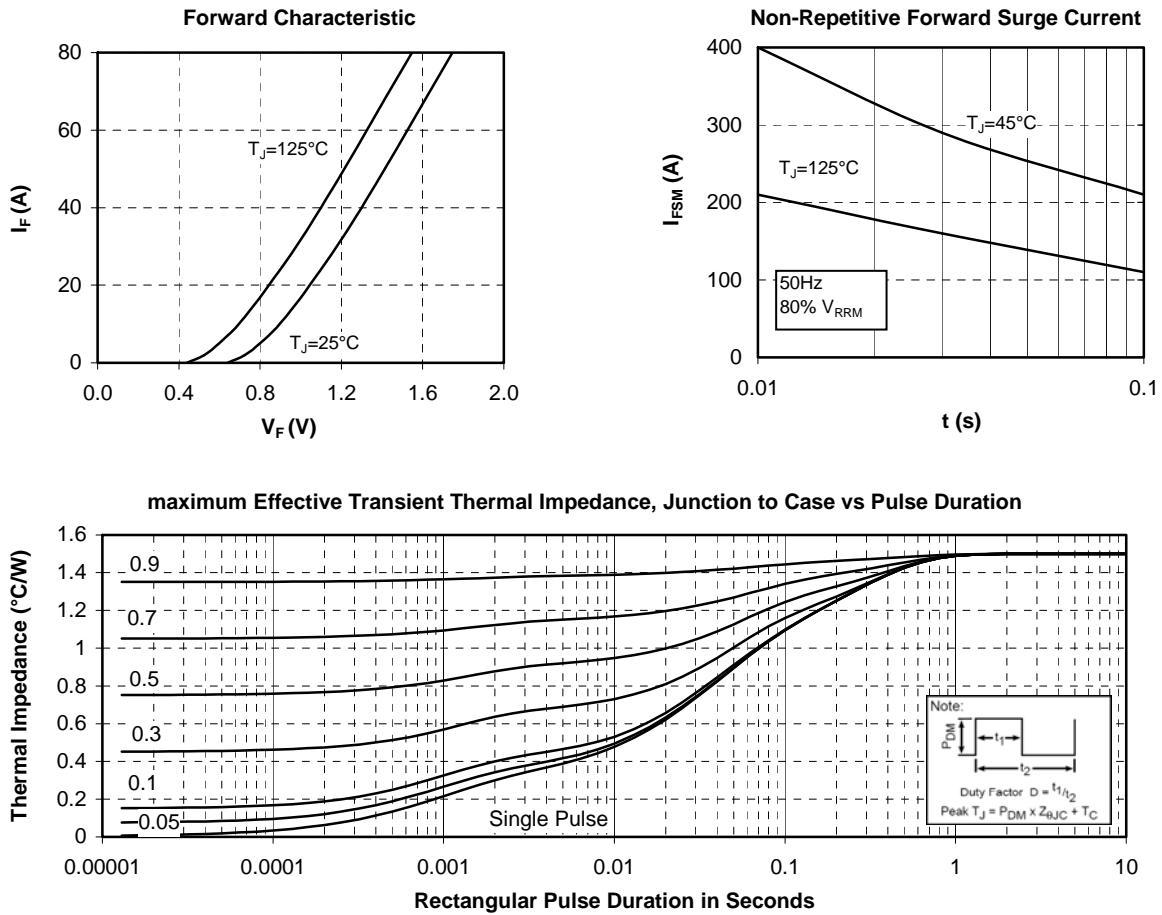 Forward Characteristic
80
60
40
20
0
I_F (A)
T_J=125°C
T_J=25°C
0.0 0.4 0.8 1.2 1.6 2.0
V_F (V)
Non-Repetitive Forward Surge Current
400
300
200
100
0
I_FSM (A)
T_J=45°C
T_J=125°C
50Hz
80% V_RRM
0.01 0.1
t (s)
maximum Effective Transient Thermal Impedance, Junction to Case vs Pulse Duration
1.6
1.4
1.2
1
0.8
0.6
0.4
0.2
0
Thermal Impedance (°C/W)
0.9
0.7
0.5
0.3
0.1
0.05
Single Pulse
Note:
P_DM
t_1
t_2
Duty Factor D = t_1/t_2
Peak T_J = P_DM x Z_θJC + T_C
0.00001 0.0001 0.001 0.01 0.1 1 10
Rectangular Pulse Duration in Seconds